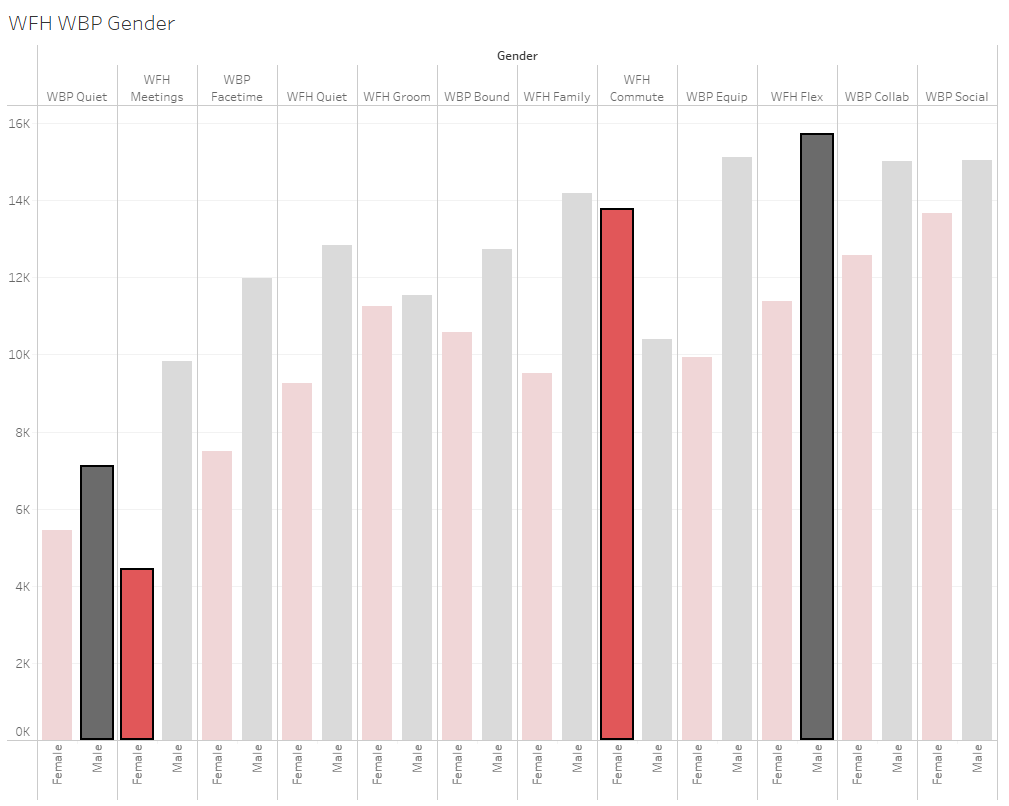 WFH WBP Gender
Gender
WBP Quiet
WFH
Meetings
WBP
Facetime
WFH Quiet
WFH Groom
WBP Bound
WFH Family
WFH
Commute
WBP Equip
WFH Flex
WBP Collab
WBP Social
16K
14K
12K
10K
8K
6K
4K
2K
0K
Female
Male
Female
Male
Female
Male
Female
Male
Female
Male
Female
Male
Female
Male
Female
Male
Female
Male
Female
Male
Female
Male
Female
Male